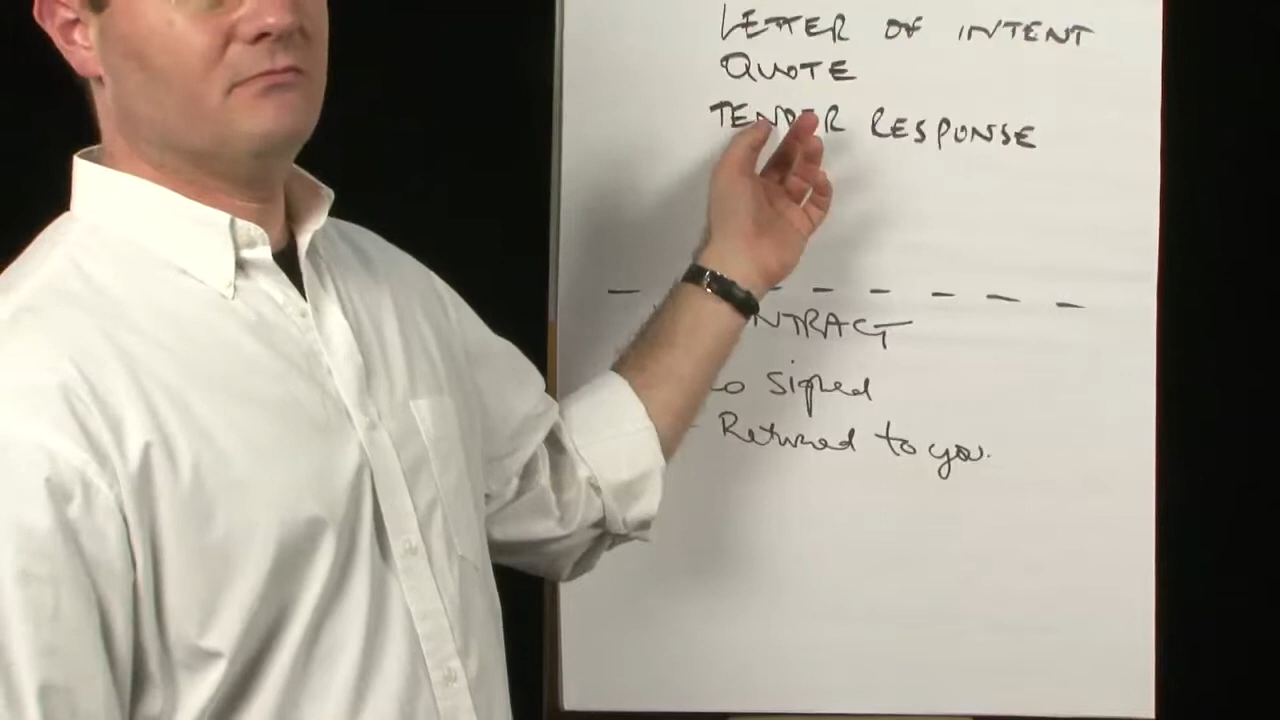 LETTER OF INTENT
QUOTE
TENDER RESPONSE
NTRACT
Signed
Returned to you.